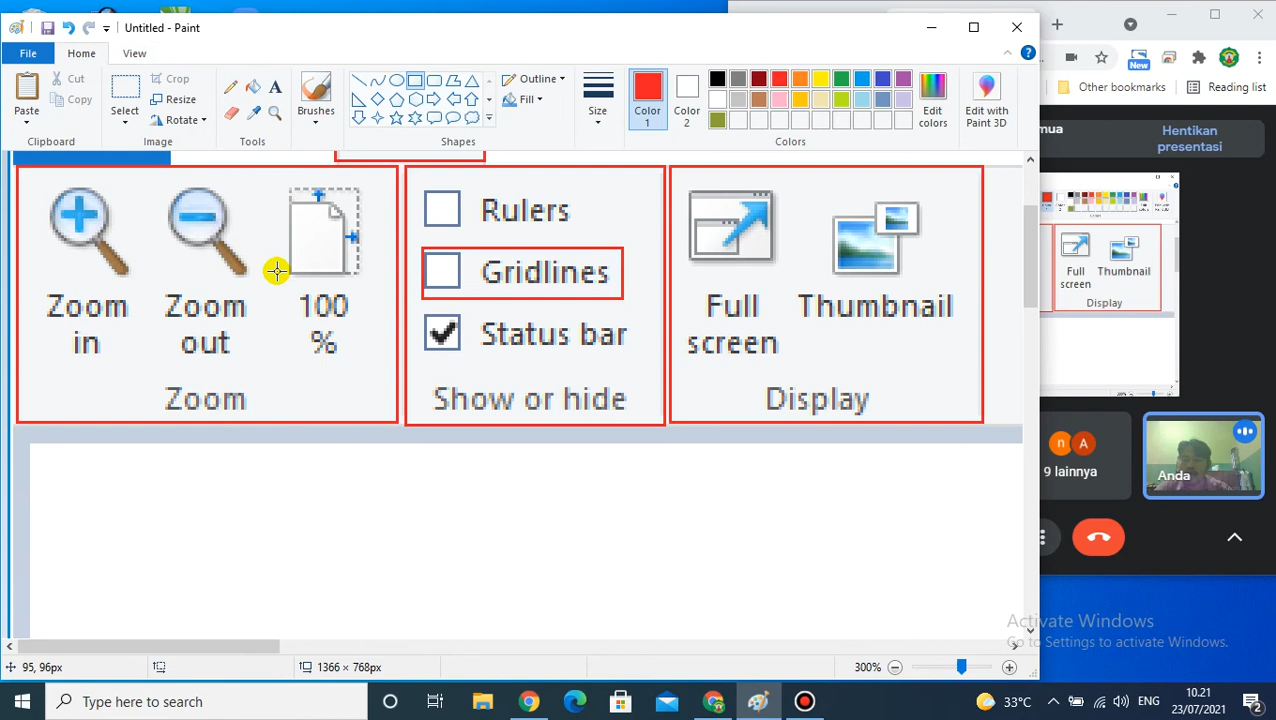 Untitled - Paint
File
Home
View
Paste
Cut
Copy
Clipboard
Select
Crop
Resize
Rotate
Image
Tools
Brushes
Shapes
Outline
Fill
Size
Color
1
Color
2
Edit
colors
Edit with
Paint 3D
Colors
New
Other bookmarks
Reading list
Hentikan
presentasi
Zoom
in
Zoom
out
100
%
Zoom
Rulers
Gridlines
Status bar
Show or hide
Full
screen
Thumbnail
Display
Full
screen
Thumbnail
Display
n
A
9 lainnya
Anda
Activate Windows
Go to Settings to activate Windows.
95, 96px
1366 × 768px
300%
Type here to search
33°C
ENG
10.21
23/07/2021
2